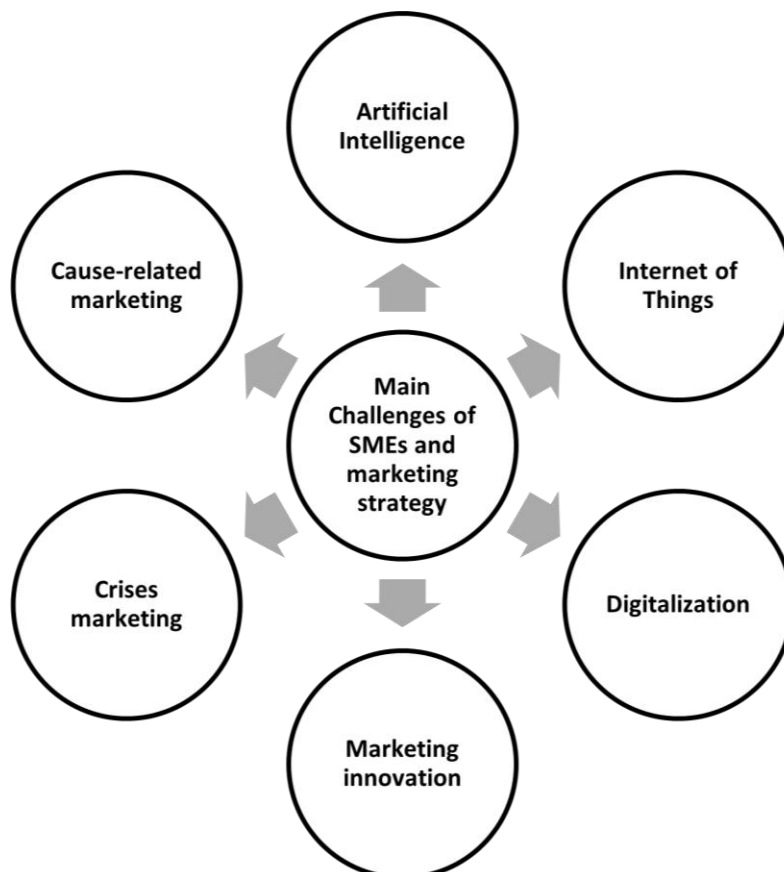 Artificial
Intelligence
Cause-related
marketing
Internet of
Things
Main
Challenges of
SMEs and
marketing
strategy
Crises
marketing
Digitalization
Marketing
innovation